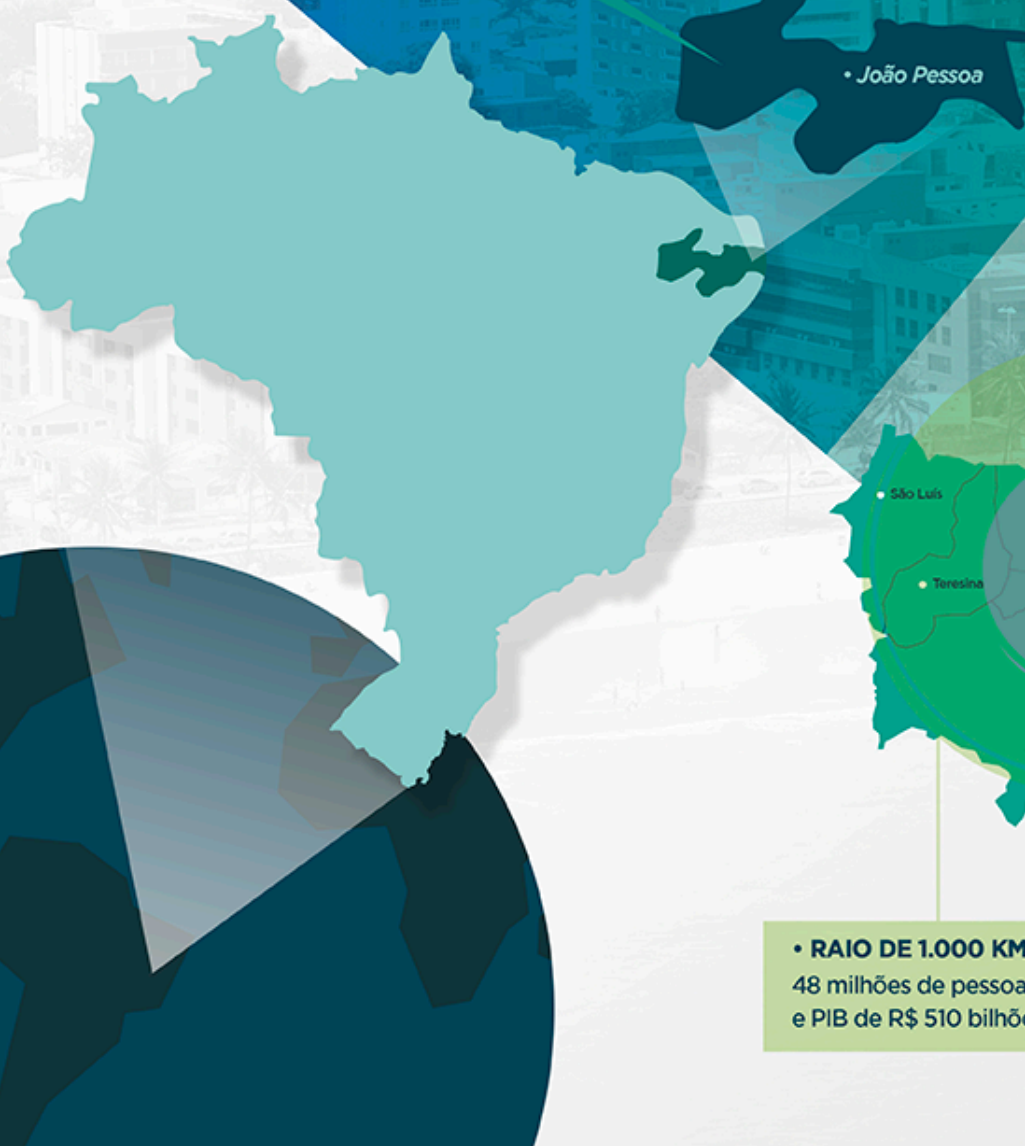 • João Pessoa
São Luís
Teresina
• RAIO DE 1.000 KM
48 milhões de pessoa
e PIB de R$ 510 bilhõ